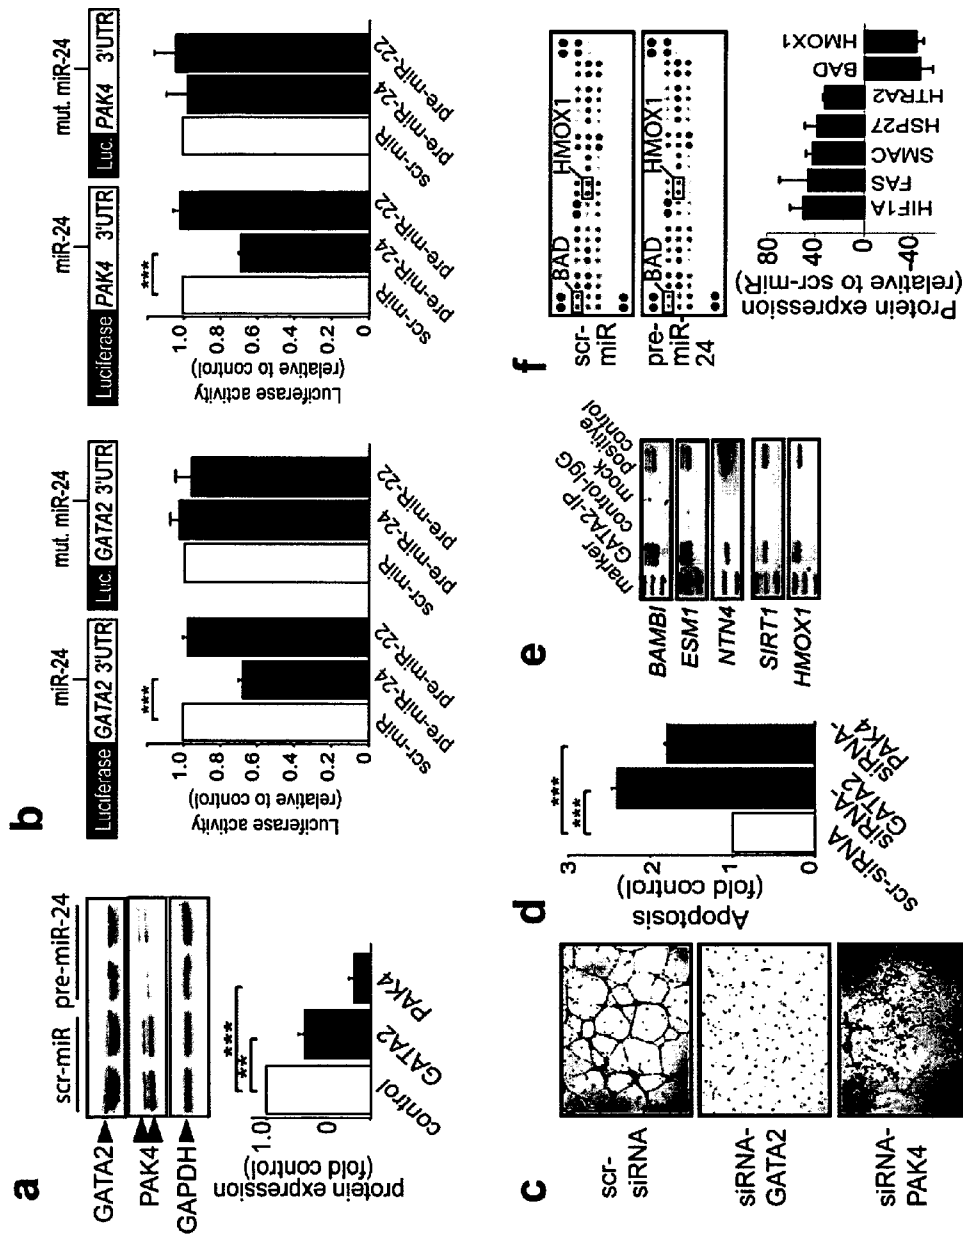 a
scr-miR
pre-miR-24
GATA2
PAK4
GAPDH
protein expression
(fold control)
1.0
0
**
***
control
GATA2
PAK4
b
miR-24
Luciferase GATA2 3'UTR
mut. miR-24
Luc. GATA2 3'UTR
Luciferase activity
(relative to control)
1.0
0.8
0.6
0.4
0.2
0
***
scr-miR
pre-miR-24
pre-miR-22
scr-miR
pre-miR-24
pre-miR-22
miR-24
Luciferase PAK4 3'UTR
mut. miR-24
Luc. PAK4 3'UTR
Luciferase activity
(relative to control)
1.0
0.8
0.6
0.4
0.2
0
***
scr-miR
pre-miR-24
pre-miR-22
scr-miR
pre-miR-24
pre-miR-22
c
scr-
siRNA
siRNA-
GATA2
siRNA-
PAK4
d
Apoptosis
(fold control)
3
2
1
0
***
***
scr-siRNA
siRNA-
GATA2
siRNA-
PAK4
e
marker
GATA2-IP
control-IgG
mock
positive
control
BAMBI
ESM1
NTN4
SIRT1
HMOX1
f
scr-
miR
BAD
HMOX1
pre-
miR-
24
BAD
HMOX1
Protein expression
(relative to scr-miR)
80
40
0
-40
HIF1A
FAS
SMAC
HSP27
HTRA2
BAD
HMOX1